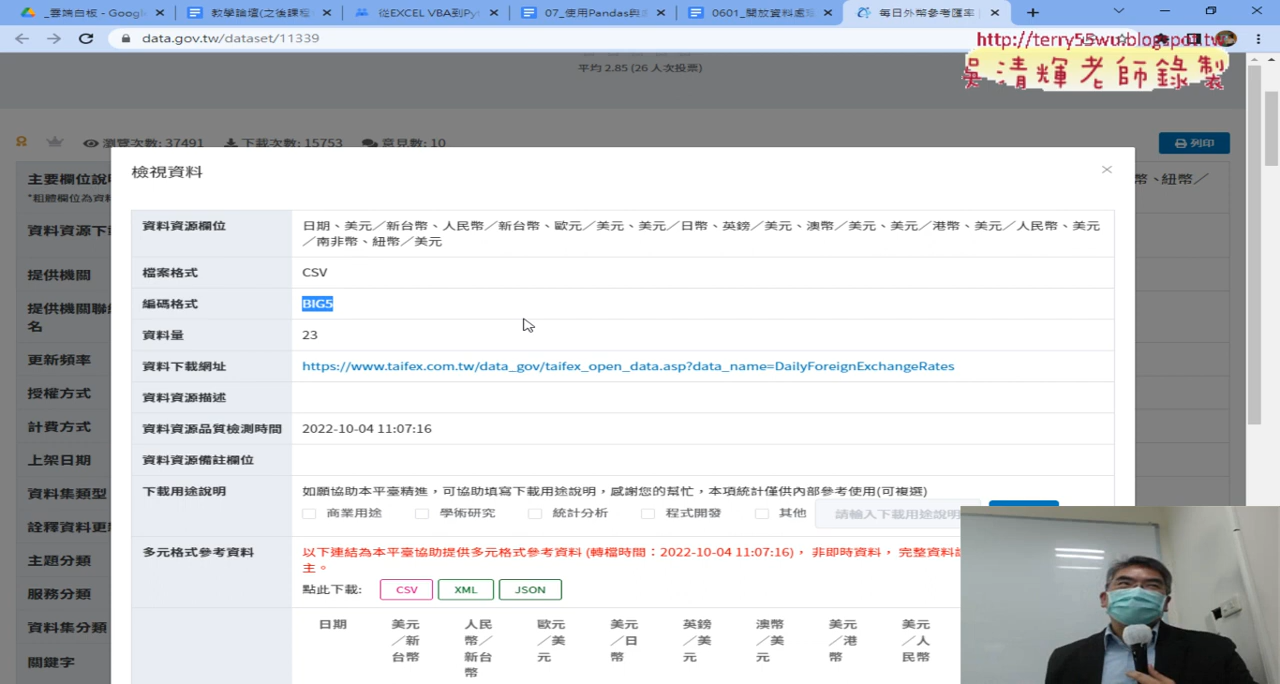 _雲端白板 - Googl
教學論壇(之後課程
從EXCEL VBA到Pyt
07_使用Pandas與
0601_開放資料處
每日外幣參考匯率
data.gov.tw/dataset/11339
http://terry55wu.blogspot.tw
吳清輝老師錄製
平均 2.85 (26 人次投票)
瀏覽次數: 37491
下載次數: 15753
意見數: 10
列印
主要欄位說
*粗體欄位為資料
幣、紐幣／
資料資源下
提供機關
提供機關聯
名
更新頻率
授權方式
計費方式
上架日期
資料集類型
詮釋資料更
主題分類
服務分類
資料集分類
關鍵字
檢視資料
資料資源欄位
日期、美元／新台幣、人民幣／新台幣、歐元／美元、美元／日幣、英鎊／美元、澳幣／美元、美元／港幣、美元／人民幣、美元
／南非幣、紐幣／美元
檔案格式 CSV
編碼格式 BIG5
資料量 23
資料下載網址 https://www.taifex.com.tw/data_gov/taifex_open_data.asp?data_name=DailyForeignExchangeRates
資料資源描述
資料資源品質檢測時間 2022-10-04 11:07:16
資料資源備註欄位
下載用途說明 如願協助本平臺精進，可協助填寫下載用途說明，感謝您的幫忙，本項統計僅供內部參考使用(可複選)
商業用途 學術研究 統計分析 程式開發 其他 請輸入下載用途說明
多元格式參考資料 以下連結為本平臺協助提供多元格式參考資料 (轉檔時間：2022-10-04 11:07:16)， 非即時資料， 完整資料
主。
點此下載: CSV XML JSON
日期 美元 人民 歐元 美元 英鎊 澳幣 美元 美元
／新 幣／ ／美 ／日 ／美 ／美 ／港 ／人
台幣 新台 元 幣 元 元 幣 民幣
幣